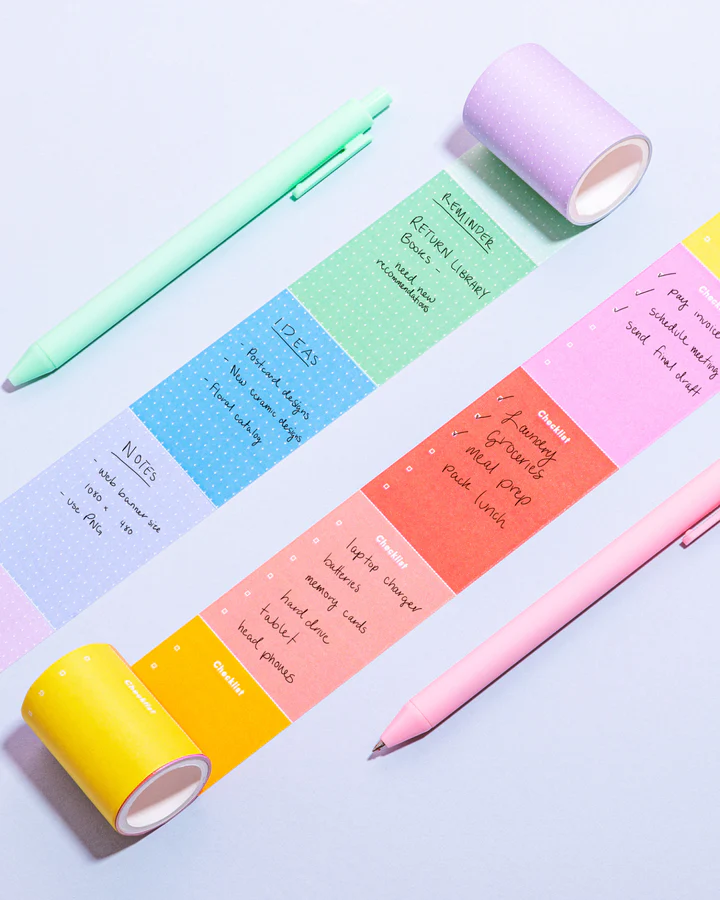 REMINDER
RETURN LIBRARY
BOOKS -
need new
recommendations
IDEAS
- Postcard designs
- New ceramic designs
- Floral catalog
NOTES
- Web banner size
1080 x 480
- use PNG
pay invoice
schedule meeting
send final draft
Checklist
Laundry
Groceries
meal prep
pack lunch
Checklist
laptop charger
batteries
memory cards
hard drive
tablet
head phones
Checklist
Checklist